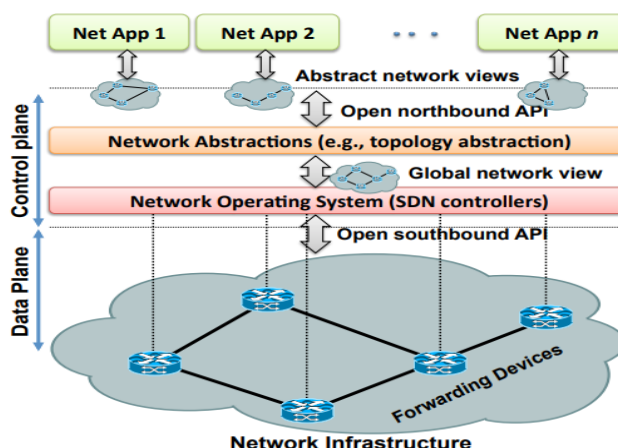 Net App 1
Net App 2
Net App n
Abstract network views
Open northbound API
Network Abstractions (e.g., topology abstraction)
Global network view
Network Operating System (SDN controllers)
Open southbound API
Control plane
Data Plane
Forwarding Devices
Network Infrastructure